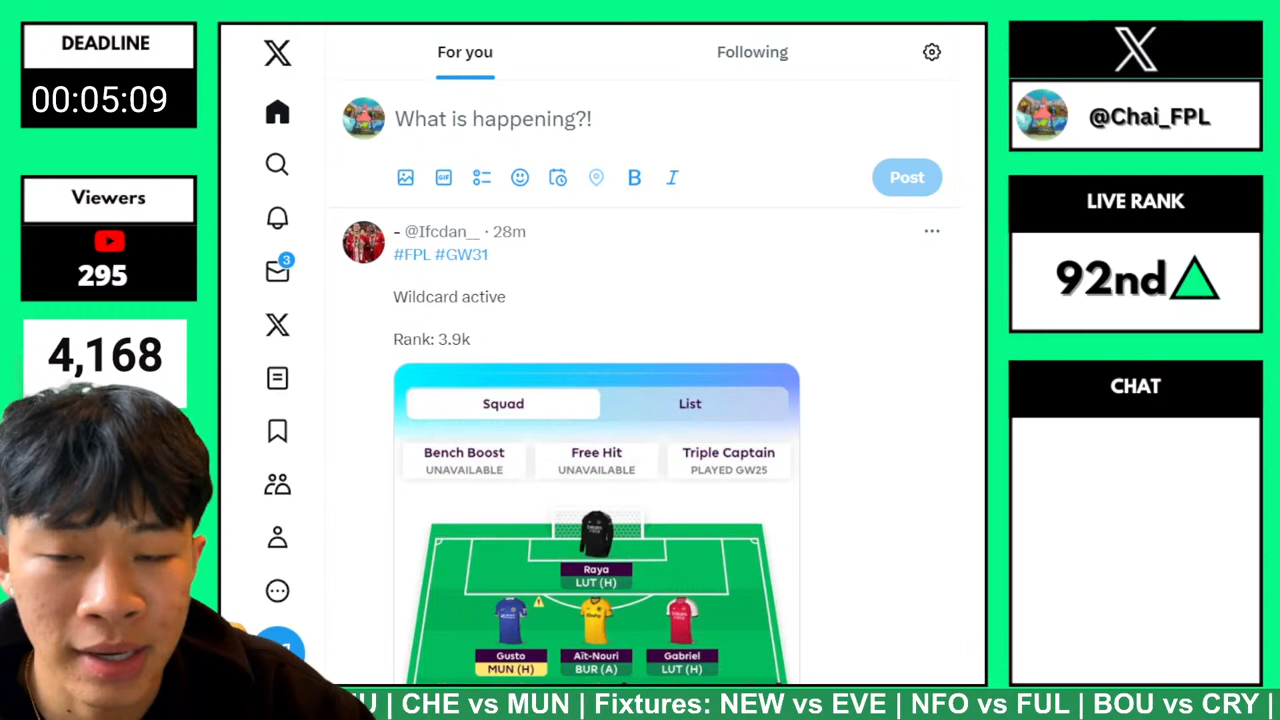 DEADLINE
00:05:09
Viewers
295
4,168
For you
Following
What is happening?!
GIF
B
I
Post
3
- @Ifcdan__ · 28m
#FPL #GW31
Wildcard active
Rank: 3.9k
Squad
List
Bench Boost
UNAVAILABLE
Free Hit
UNAVAILABLE
Triple Captain
PLAYED GW25
Raya
LUT (H)
Gusto
MUN (H)
Aït-Nouri
BUR (A)
Gabriel
LUT (H)
@Chai_FPL
LIVE RANK
92nd
CHAT
| CHE vs MUN | Fixtures: NEW vs EVE | NFO vs FUL | BOU vs CRY |